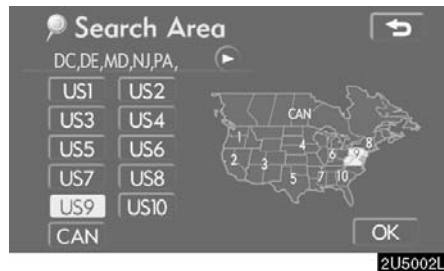 Search Area
DC,DE,MD,NJ,PA,
US1 US2
US3 US4
US5 US6
US7 US8
US9 US10
CAN
CAN
1
2
3
4
5
6
7
8
9
10
OK
2U5002L